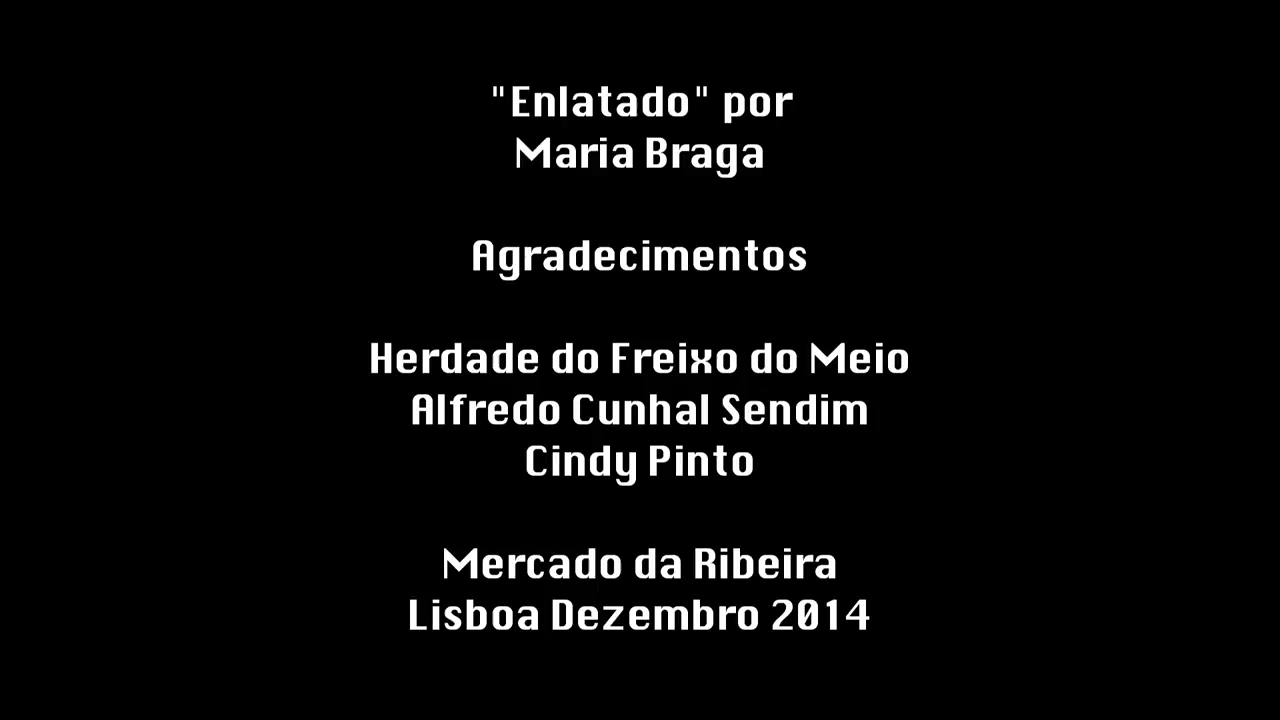 "Enlatado" por
Maria Braga
Agradecimentos
Herdade do Freixo do Meio
Alfredo Cunhal Sendim
Cindy Pinto
Mercado da Ribeira
Lisboa Dezembro 2014